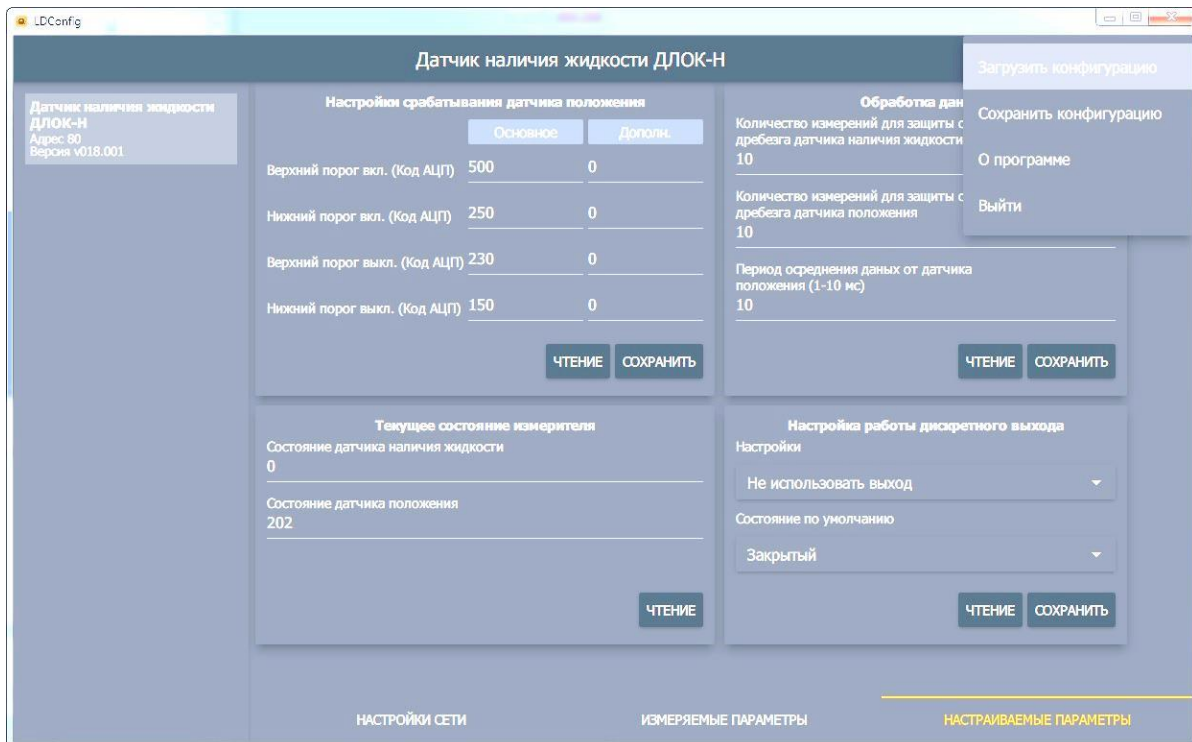 LDConfig
Датчик наличия жидкости ДЛОК-Н
Загрузить конфигурацию
Сохранить конфигурацию
О программе
Выйти
Датчик наличия жидкости
ДЛОК-Н
Адрес 80
Версия v018.001
Настройки срабатывания датчика положения
Основное Дополн.
Верхний порог вкл. (Код АЦП) 500 0
Нижний порог вкл. (Код АЦП) 250 0
Верхний порог выкл. (Код АЦП) 230 0
Нижний порог выкл. (Код АЦП) 150 0
ЧТЕНИЕ СОХРАНИТЬ
Обработка дан
Количество измерений для защиты о
дребезга датчика наличия жидкости
10
Количество измерений для защиты о
дребезга датчика положения
10
Период осреднения даных от датчика
положения (1-10 мс)
10
ЧТЕНИЕ СОХРАНИТЬ
Текущее состояние измерителя
Состояние датчика наличия жидкости
0
Состояние датчика положения
202
ЧТЕНИЕ
Настройка работы дискретного выхода
Настройки
Не использовать выход
Состояние по умолчанию
Закрытый
ЧТЕНИЕ СОХРАНИТЬ
НАСТРОЙКИ СЕТИ ИЗМЕРЯЕМЫЕ ПАРАМЕТРЫ НАСТРАИВАЕМЫЕ ПАРАМЕТРЫ